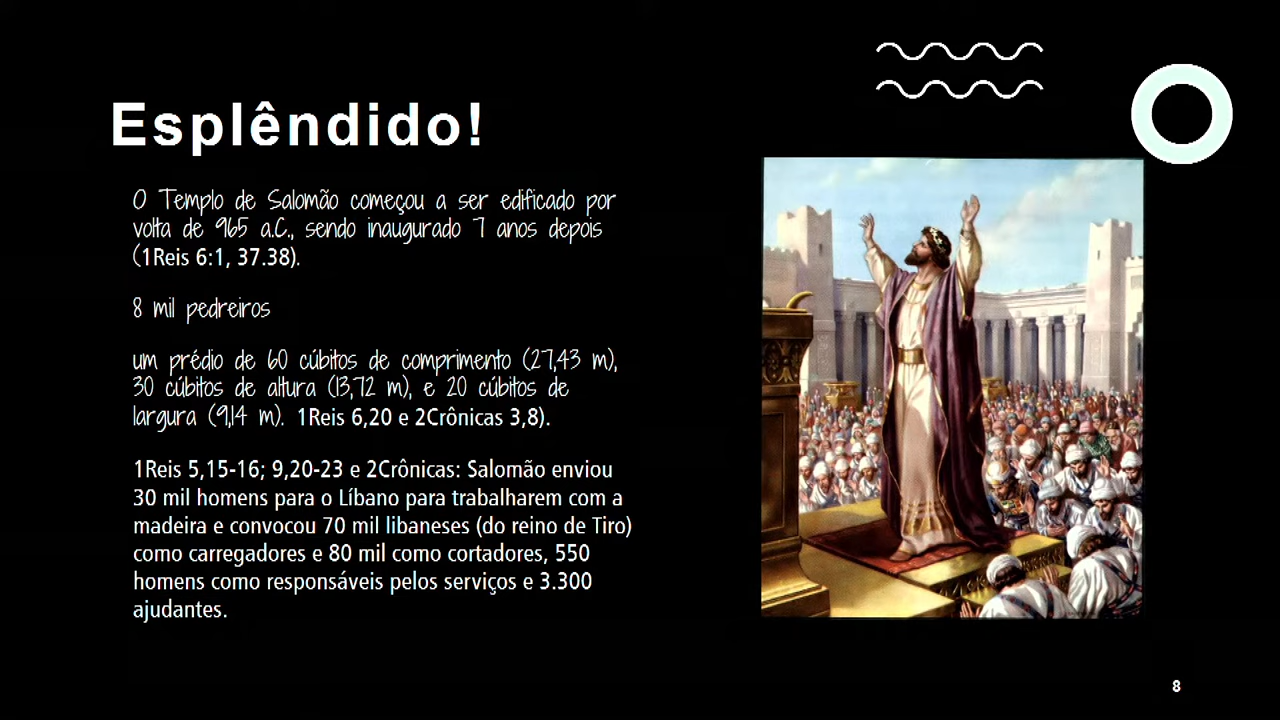 Esplêndido!
O Templo de Salomão começou a ser edificado por
volta de 965 a.C., sendo inaugurado 7 anos depois
(1Reis 6:1, 37.38).
8 mil pedreiros
um prédio de 60 cúbitos de comprimento (27,43 m),
30 cúbitos de altura (13,72 m), e 20 cúbitos de
largura (9,14 m). 1Reis 6,20 e 2Crônicas 3,8).
1Reis 5,15-16; 9,20-23 e 2Crônicas: Salomão enviou
30 mil homens para o Líbano para trabalharem com a
madeira e convocou 70 mil libaneses (do reino de Tiro)
como carregadores e 80 mil como cortadores, 550
homens como responsáveis pelos serviços e 3.300
ajudantes.
8